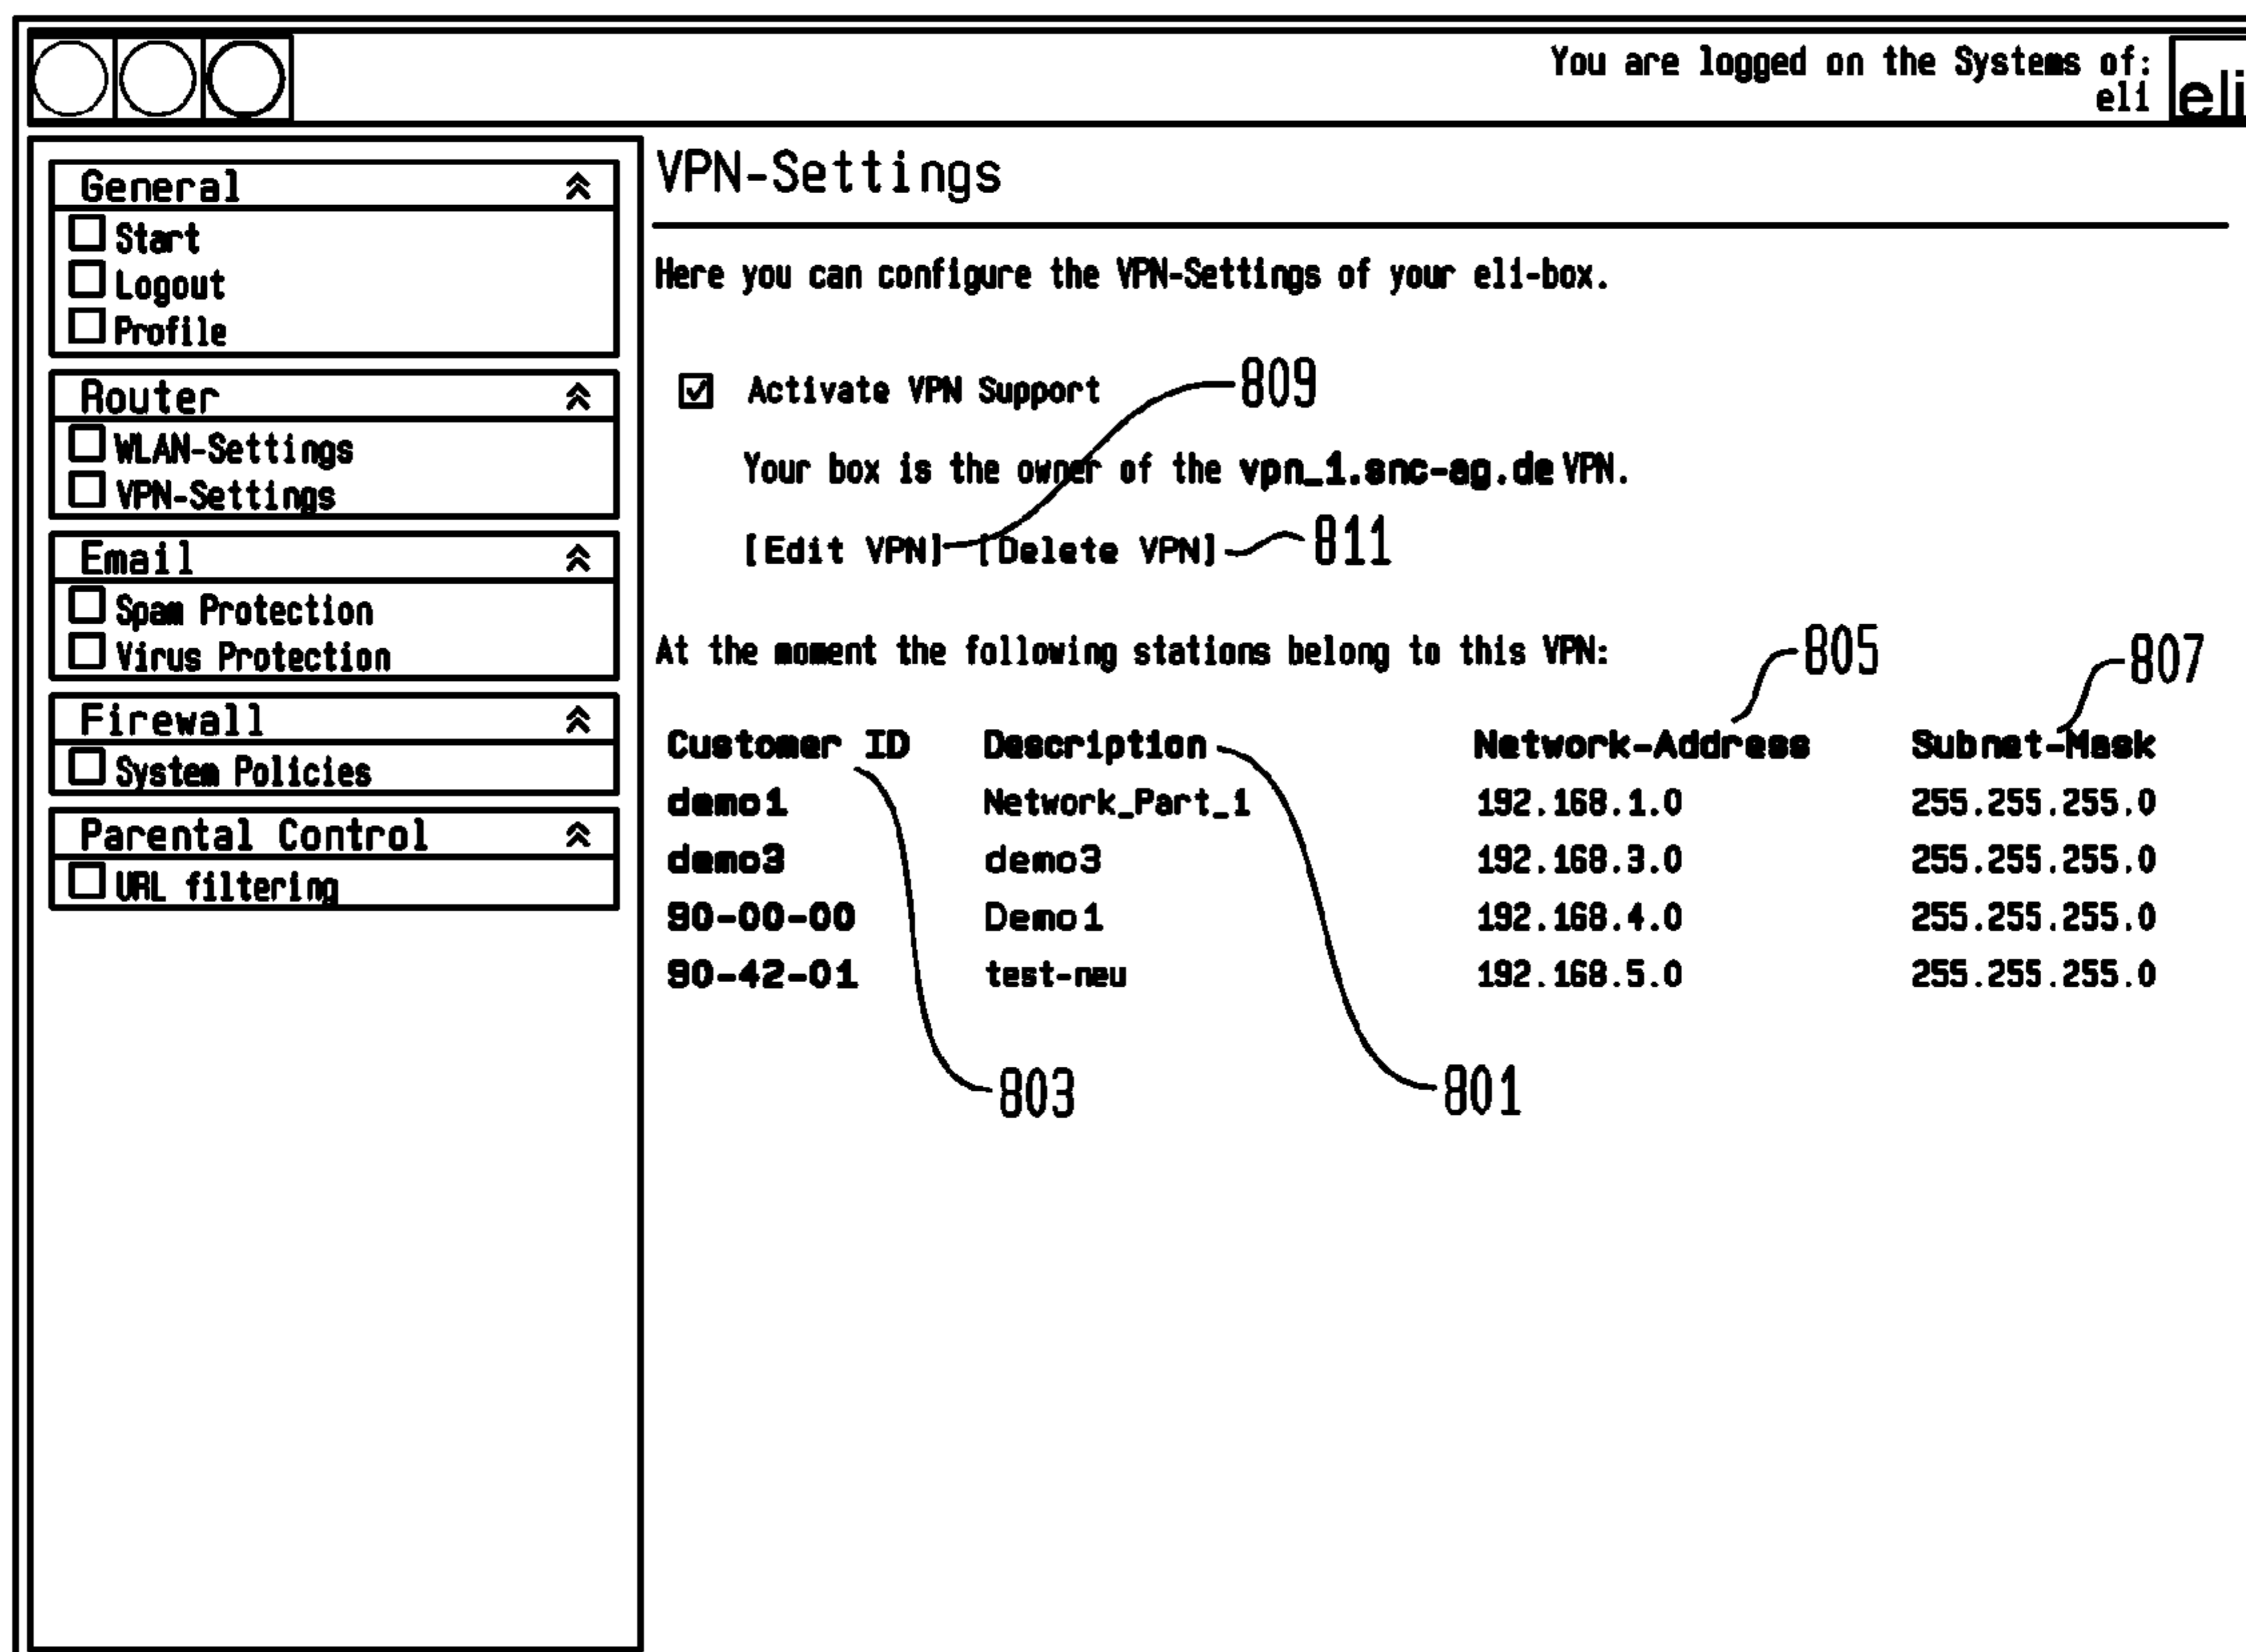 You are logged on the Systems of:
eli
eli
General
Start
Logout
Profile
Router
WLAN-Settings
VPN-Settings
Email
Spam Protection
Virus Protection
Firewall
System Policies
Parental Control
URL filtering
VPN-Settings
Here you can configure the VPN-Settings of your eli-box.
Activate VPN Support 809
Your box is the owner of the vpn_1.snc-ag.de VPN.
[Edit VPN] [Delete VPN] 811
At the moment the following stations belong to this VPN: 805 807
Customer ID Description Network-Address Subnet-Mask
demo1 Network_Part_1 192.168.1.0 255.255.255.0
demo3 demo3 192.168.3.0 255.255.255.0
90-00-00 Demo1 192.168.4.0 255.255.255.0
90-42-01 test-neu 192.168.5.0 255.255.255.0
803 801